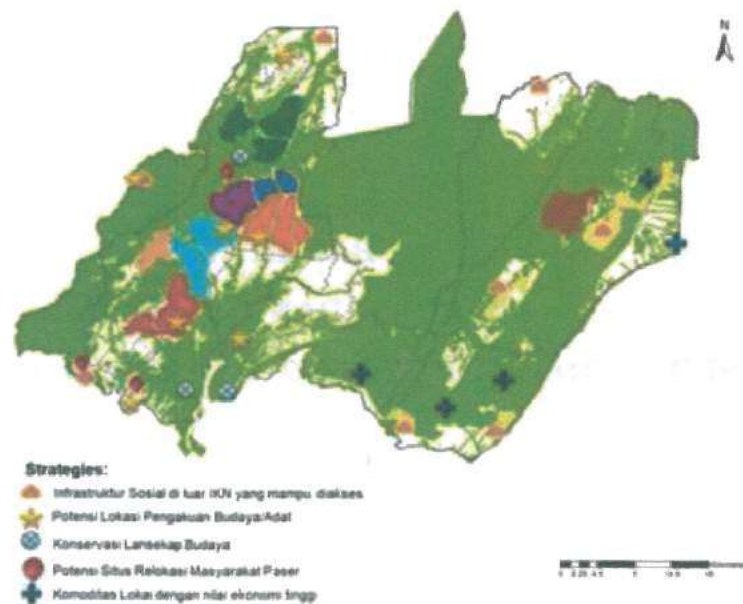 N
Strategies:
Infrastruktur Sosial di luar IKN yang mampu diakses
Potensi Lokasi Pengakuan Budaya/Adat
Konservasi Lansekap Budaya
Potensi Situs Relokasi Masyarakat Paser
Komoditas Lokal dengan nilai ekonomi tinggi